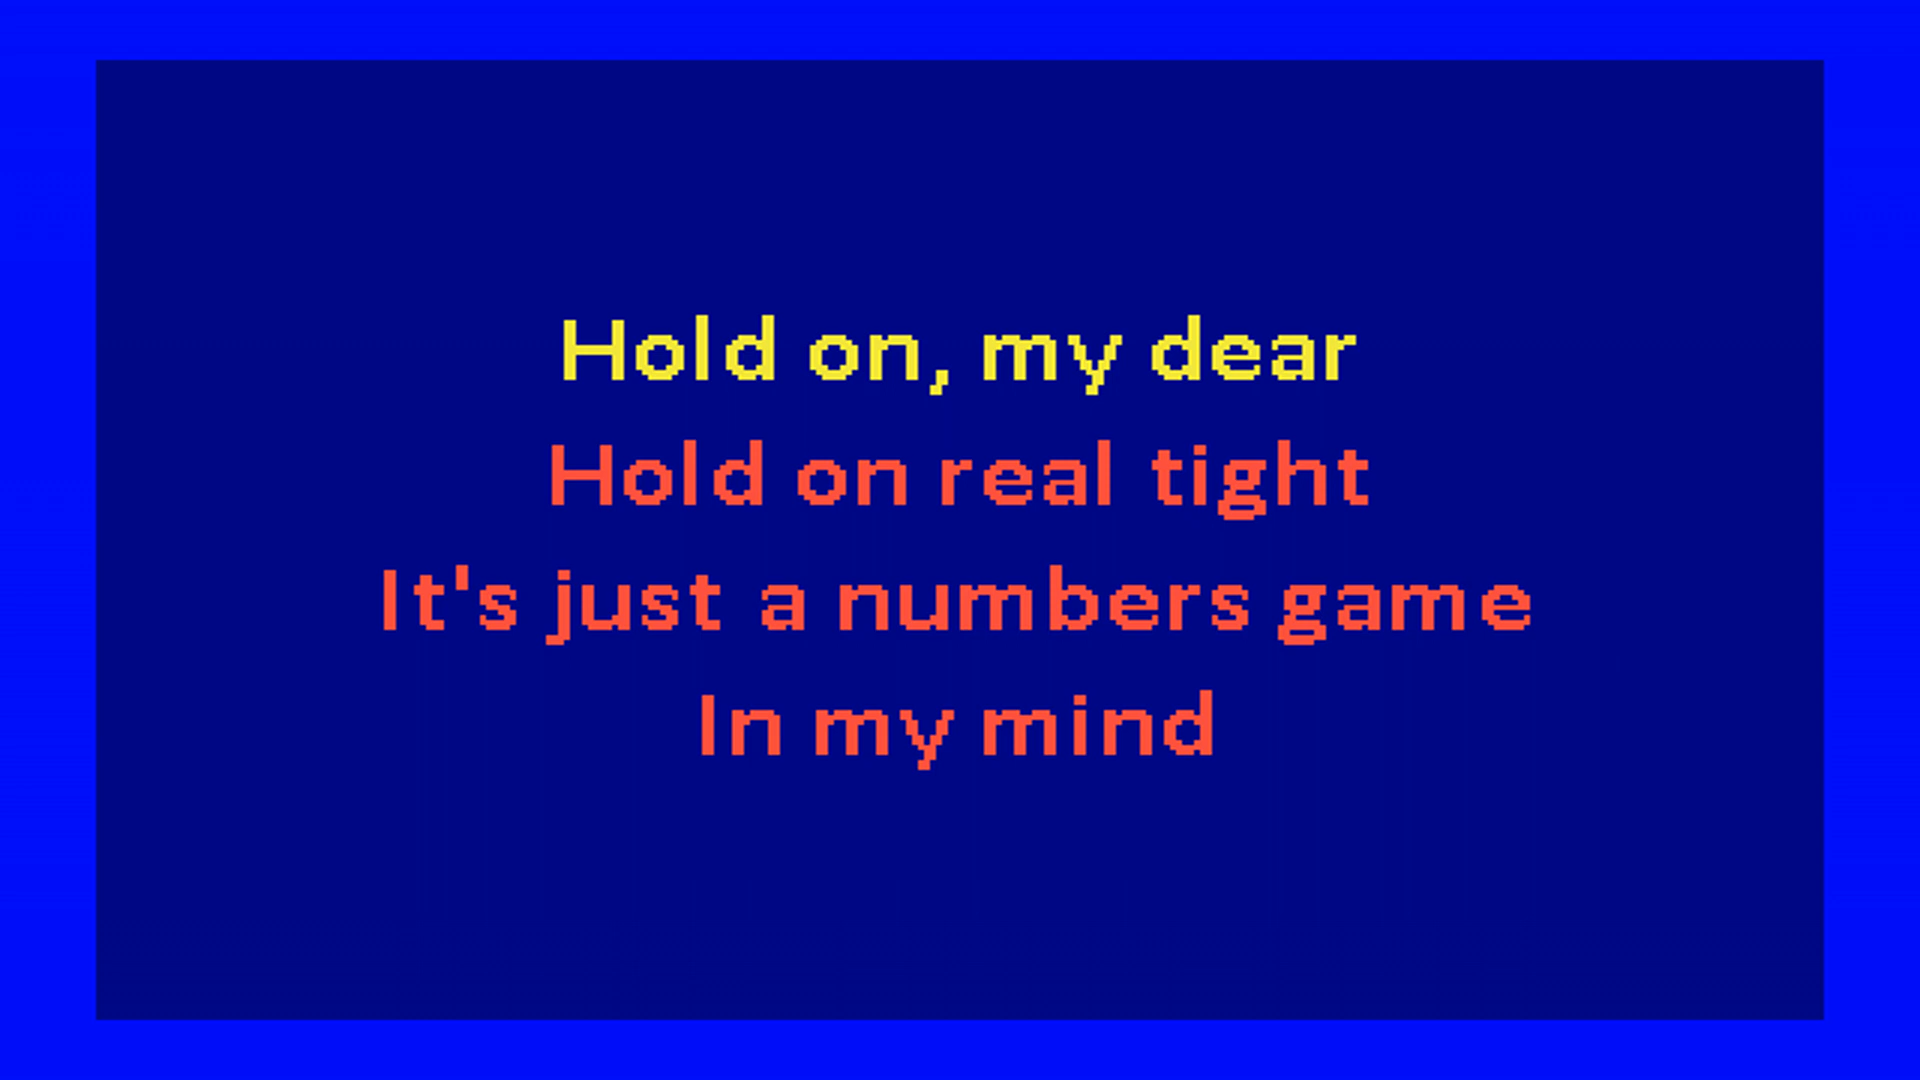 Hold on, my dear
Hold on real tight
It's just a numbers game
In my mind